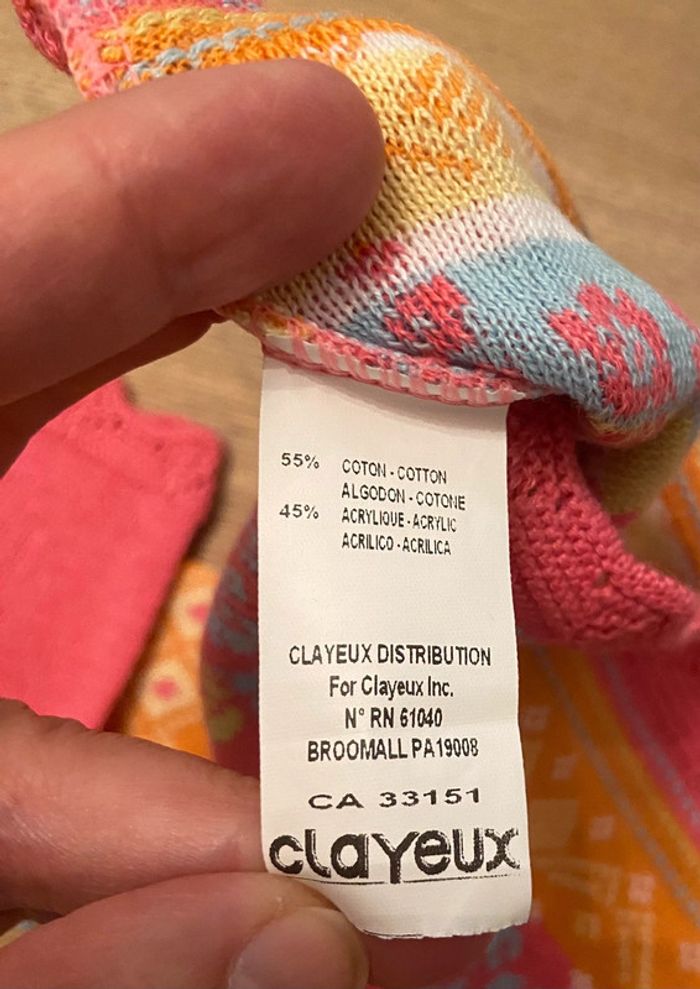 55% COTON - COTTON
ALGODON - COTONE
45% ACRYLIQUE - ACRYLIC
ACRILICO - ACRILICA
CLAYEUX DISTRIBUTION
For Clayeux Inc.
N° RN 61040
BROOMALL PA19008
CA 33151
clayeux